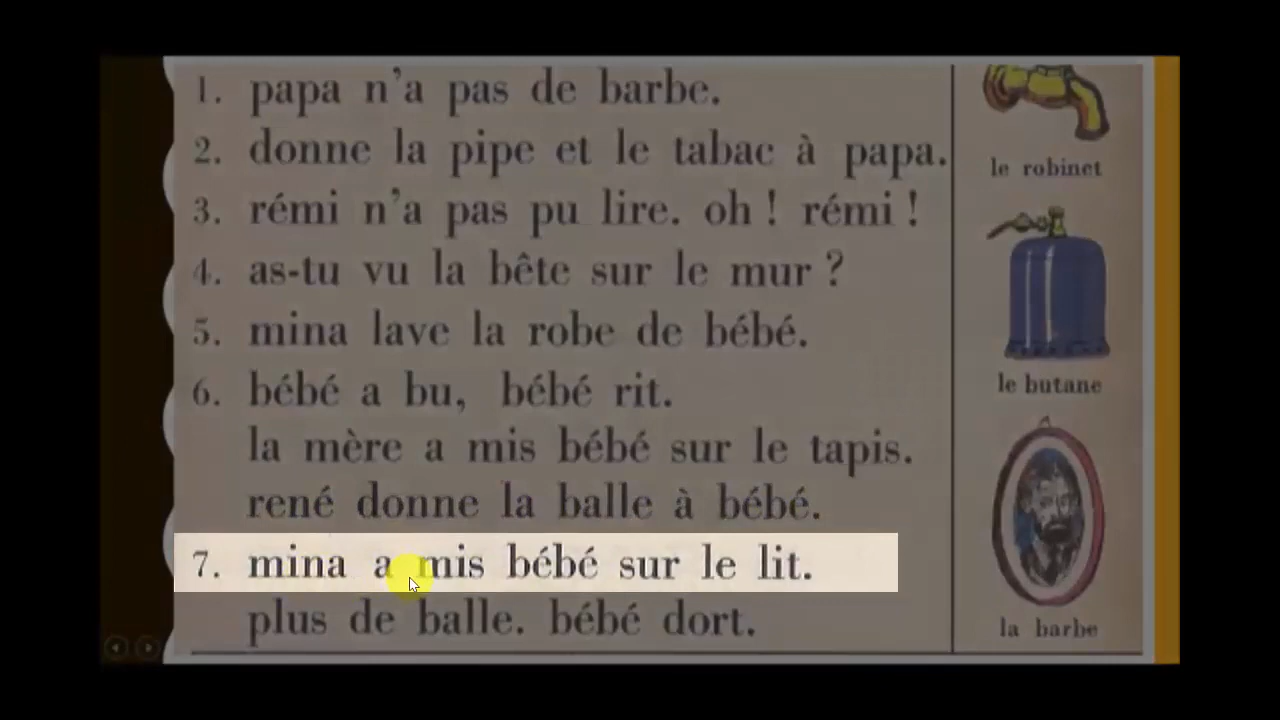 1. papa n'a pas de barbe.
2. donne la pipe et le tabac à papa.
3. rémi n'a pas pu lire. oh ! rémi !
4. as-tu vu la bête sur le mur ?
5. mina lave la robe de bébé.
6. bébé a bu, bébé rit.
la mère a mis bébé sur le tapis.
rené donne la balle à bébé.
7. mina a mis bébé sur le lit.
plus de balle. bébé dort.
le robinet
le butane
la barbe